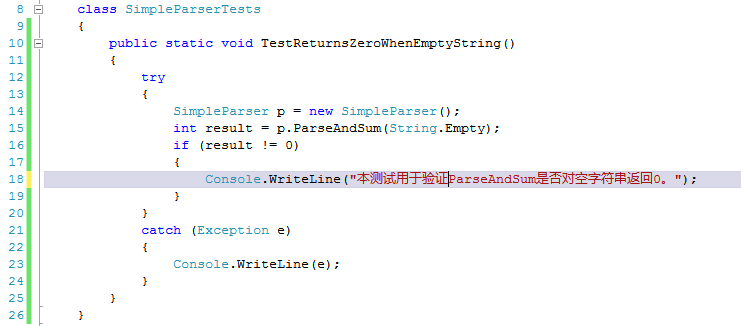 8 class SimpleParserTests
9 {
10 public static void TestReturnsZeroWhenEmptyString()
11 {
12 try
13 {
14 SimpleParser p = new SimpleParser();
15 int result = p.ParseAndSum(String.Empty);
16 if (result != 0)
17 {
18 Console.WriteLine("本测试用于验证ParseAndSum是否对空字符串返回0。");
19 }
20 }
21 catch (Exception e)
22 {
23 Console.WriteLine(e);
24 }
25 }
26 }